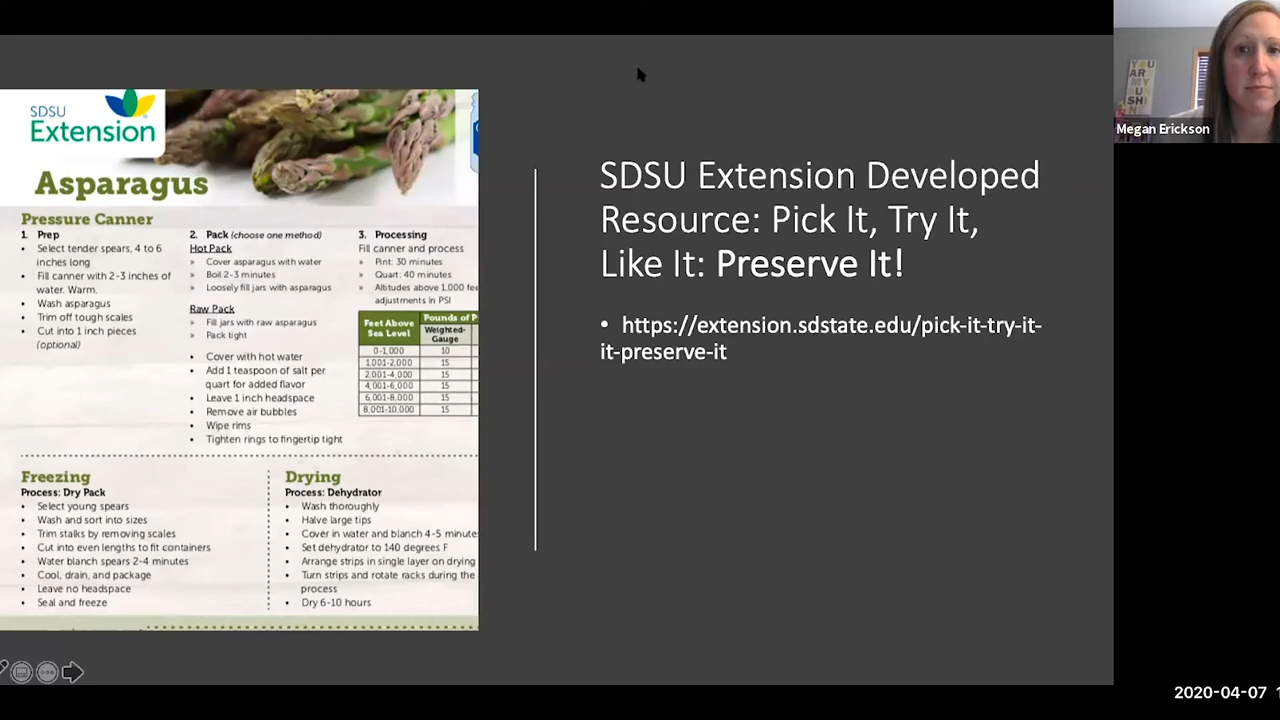 SDSU
Extension
Asparagus
Pressure Canner
1. Prep
• Select tender spears, 4 to 6
inches long
• Fill canner with 2-3 inches of
water. Warm.
• Wash asparagus
• Trim off tough scales
• Cut into 1 inch pieces
(optional)
2. Pack (choose one method)
Hot Pack
» Cover asparagus with water
» Boil 2-3 minutes
» Loosely fill jars with asparagus
Raw Pack
» Fill jars with raw asparagus
» Pack tight
• Cover with hot water
• Add 1 teaspoon of salt per
quart for added flavor
• Leave 1 inch headspace
• Remove air bubbles
• Wipe rims
• Tighten rings to fingertip tight
3. Processing
Fill canner and process
» Pint: 30 minutes
» Quart: 40 minutes
» Altitudes above 1,000 fee
adjustments in PSI
Feet Above
Sea Level
Pounds of P
Weighted-
Gauge
0-1,000 10
1,001-2,000 15
2,001-4,000 15
4,001-6,000 15
6,001-8,000 15
8,001-10,000 15
Freezing
Process: Dry Pack
• Select young spears
• Wash and sort into sizes
• Trim stalks by removing scales
• Cut into even lengths to fit containers
• Water blanch spears 2-4 minutes
• Cool, drain, and package
• Leave no headspace
• Seal and freeze
Drying
Process: Dehydrator
• Wash thoroughly
• Halve large tips
• Cover in water and blanch 4-5 minute
• Set dehydrator to 140 degrees F
• Arrange strips in single layer on drying
• Turn strips and rotate racks during the
process
• Dry 6-10 hours
SDSU Extension Developed
Resource: Pick It, Try It,
Like It: Preserve It!
• https://extension.sdstate.edu/pick-it-try-it-
it-preserve-it
YOU
AR
MY
SHI
Megan Erickson
2020-04-07 1